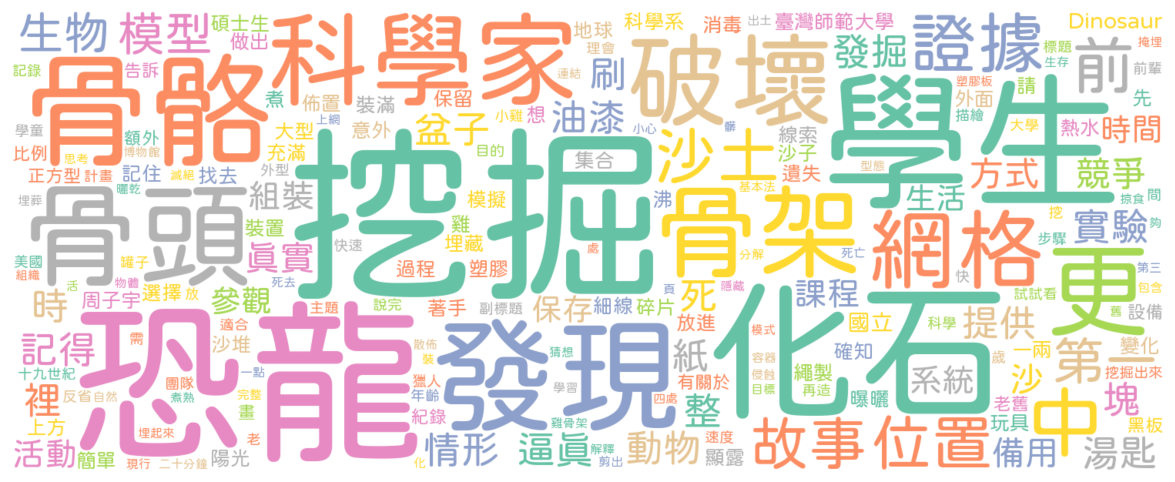 生物 模型 碩士生 做出 科學家 地球 理會 科學系 消毒 出土 臺灣師範大學 發掘 證據 標題 生存 Dinosaur 掩埋
記錄 告訴 骨骼 煮 佈置 裝滿 保留 連結 刷 破壞 塑膠板 外面 描繪 請 前 前輩 先
學童 額外 上網 大型 意外 盆子 小雞 想 油漆 小心 髒 線索 學生 大學 熱水 時間
比例 思考 博物館 充滿 外型 目的 集合 沙土 沙子 遺失 型態 方式 競爭
正方型 計畫 滅絕 記住 找去 挖掘 模擬 沸 基本法 生活 掠食 間
埋葬 曬乾 骨頭 組裝 裝置 雞 埋藏 骨架 網格 挖 實驗 步驟 夠
美國 組織 罐子 物體 真實 快速 過程 塑膠 處 分解 死亡 快 更 第三
活 周子宇 選擇 死去 放 參觀 主題 說完 著手 副標題 保存 細線 碎片 頁 隱藏 死 課程 試試看 包含 舊 設備
時 需 適合 恐龍 發現 放進 模式 化石 國立 科學 提供 第一 變化
記得 十九世紀 沙堆 散佈 裝 一點 獵人 猜想 紙 容器 侵蝕 確知 歲 一兩 挖掘出來
裡 反省 自然 團隊 煮熟 完整 年齡 學習 有關於 目標 繩製 再造 曝曬 系統 沙 老舊 中 塊
上方 畫 埋起來 老 紀錄 四處 整 玩具 黑板
活動 簡單 現行 二十分鐘 陽光 化 情形 逼真 雞骨架 解釋 剪出 動物 速度 顯露 故事 位置 備用 湯匙